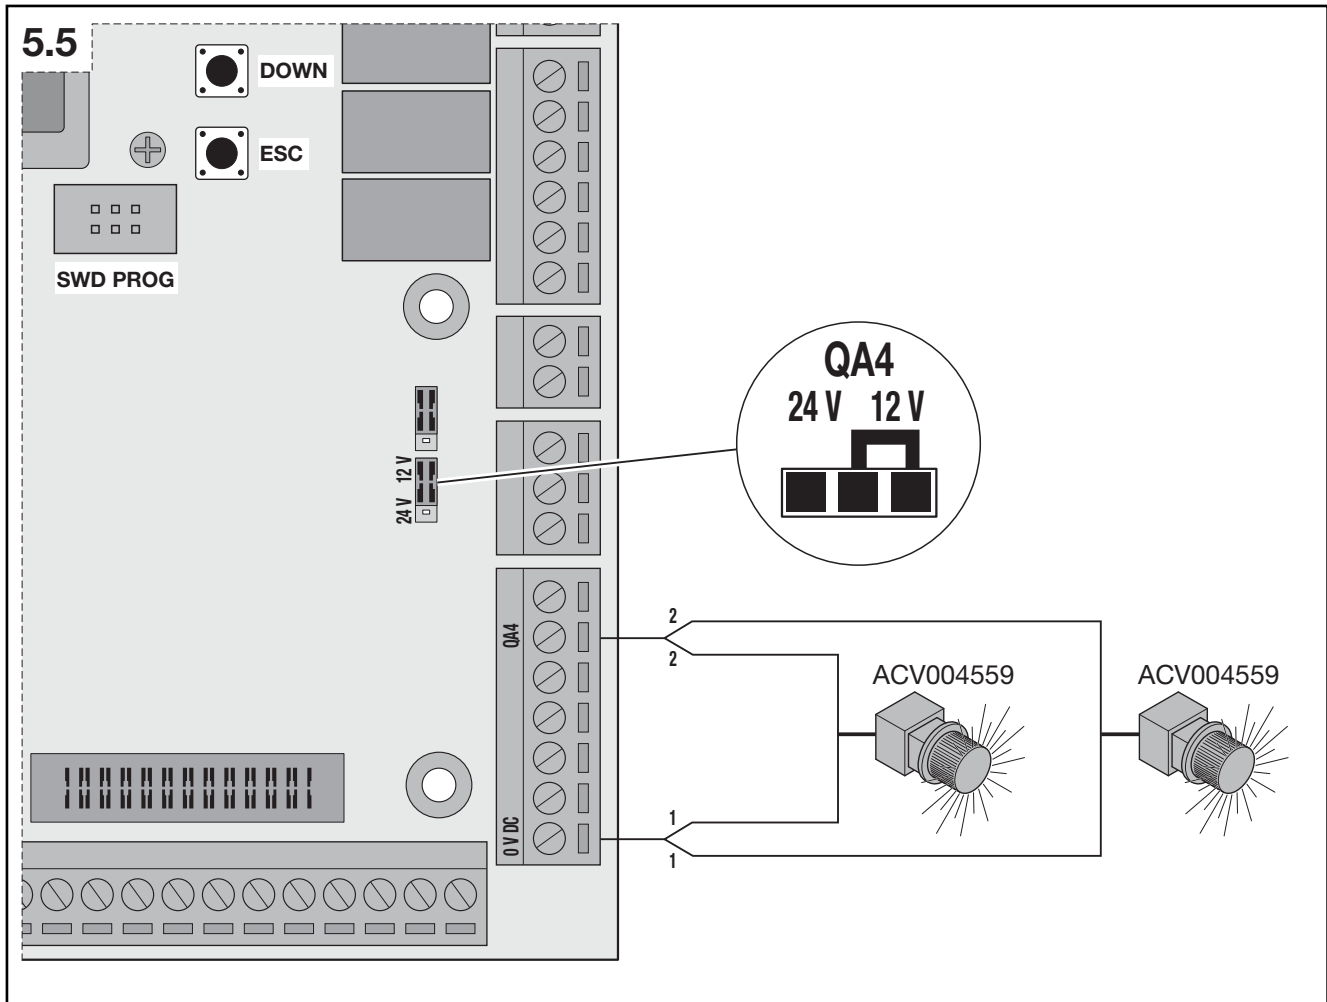 5.5
DOWN
ESC
SWD PROG
QA4
24 V 12 V
24 V 12 V
QA4
2
2
ACV004559
ACV004559
0 V DC
1
1